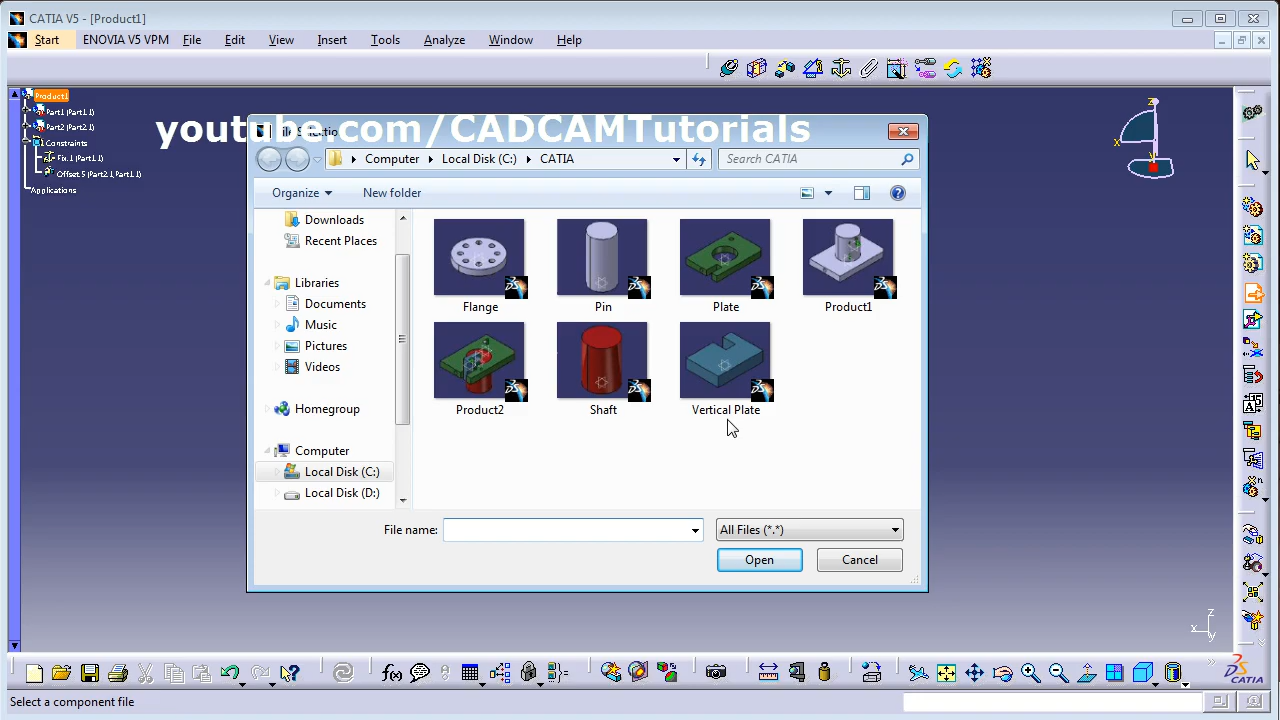 CATIA V5 - [Product1]
Start ENOVIA V5 VPM File Edit View Insert Tools Analyze Window Help
Product1
Part1 (Part1.1)
Part2 (Part2.1)
Constraints
Fix.1 (Part1.1)
Offset.5 (Part2.1,Part1.1)
Applications
youtube.com/CADCAMTutorials
Computer Local Disk (C:) CATIA
Search CATIA
Organize New folder
Downloads
Recent Places
Libraries
Documents
Music
Pictures
Videos
Homegroup
Computer
Local Disk (C:)
Local Disk (D:)
Flange Pin Plate Product1
Product2 Shaft Vertical Plate
File name: All Files (*.*)
Open Cancel
z
x
y
z
x
y
f(x)
CATIA
Select a component file